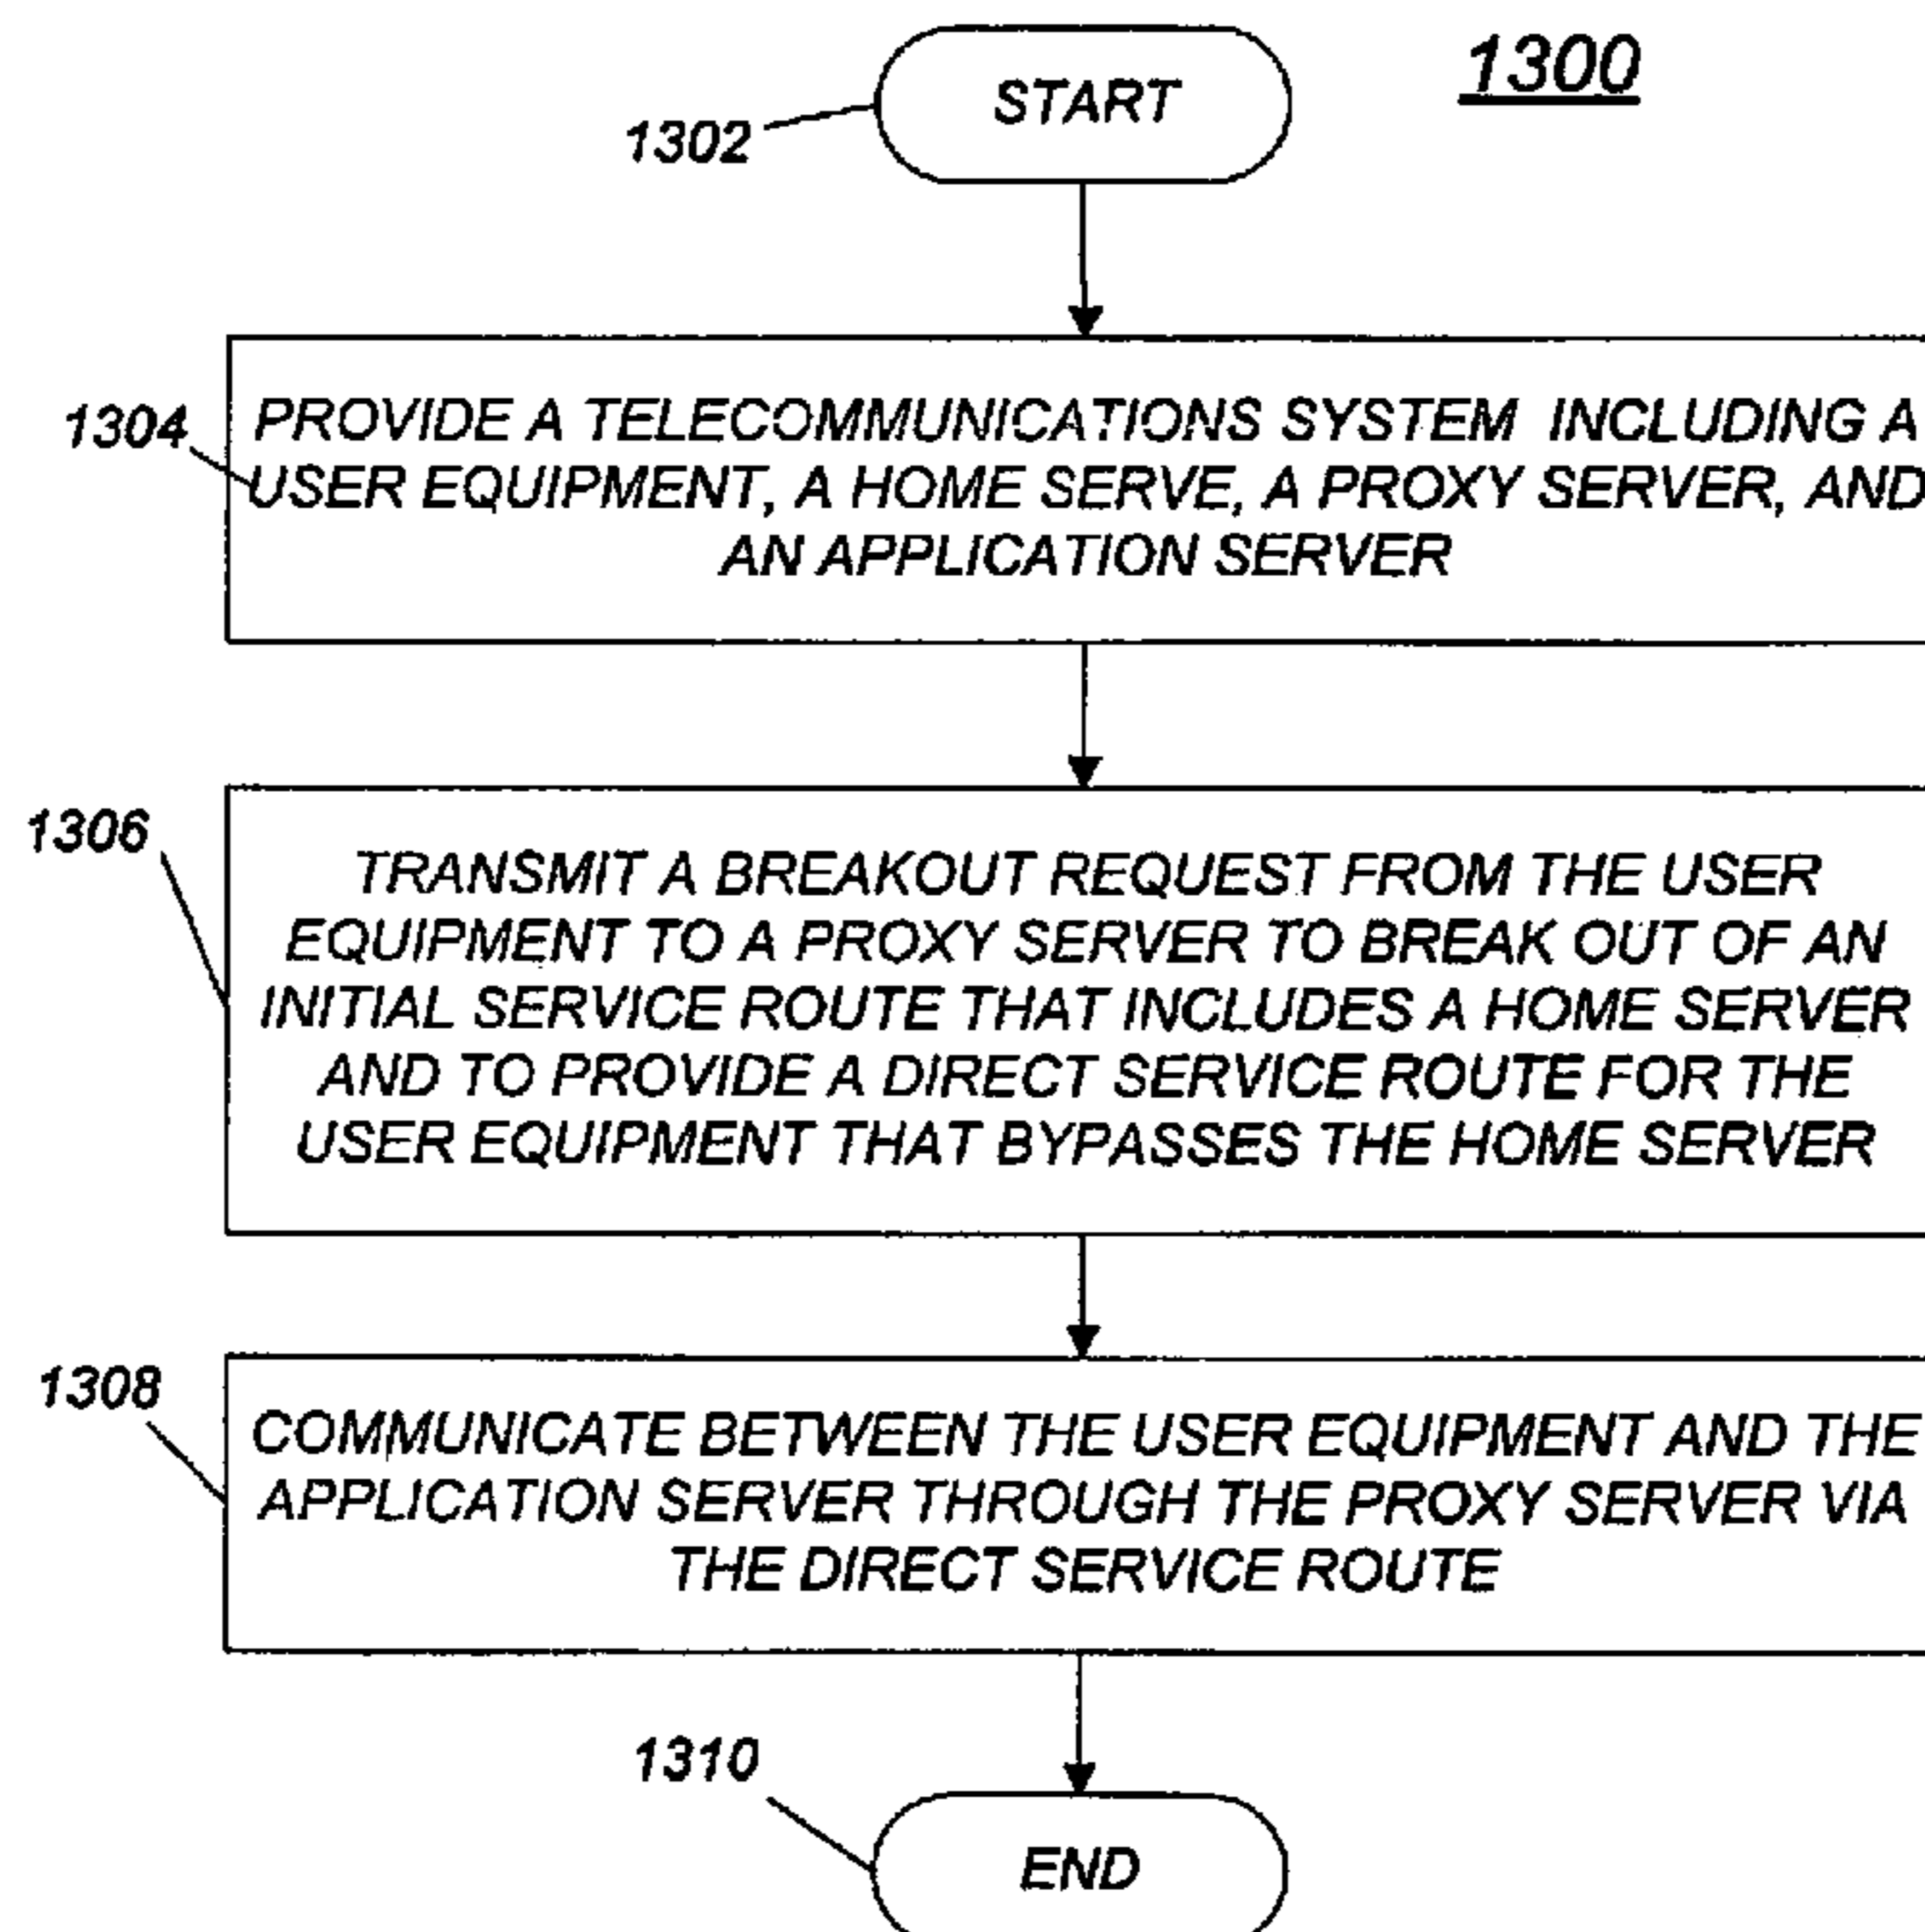 1300
START
1302
1304
PROVIDE A TELECOMMUNICATIONS SYSTEM INCLUDING A
USER EQUIPMENT, A HOME SERVE, A PROXY SERVER, AND
AN APPLICATION SERVER
1306
TRANSMIT A BREAKOUT REQUEST FROM THE USER
EQUIPMENT TO A PROXY SERVER TO BREAK OUT OF AN
INITIAL SERVICE ROUTE THAT INCLUDES A HOME SERVER
AND TO PROVIDE A DIRECT SERVICE ROUTE FOR THE
USER EQUIPMENT THAT BYPASSES THE HOME SERVER
1308
COMMUNICATE BETWEEN THE USER EQUIPMENT AND THE
APPLICATION SERVER THROUGH THE PROXY SERVER VIA
THE DIRECT SERVICE ROUTE
1310
END